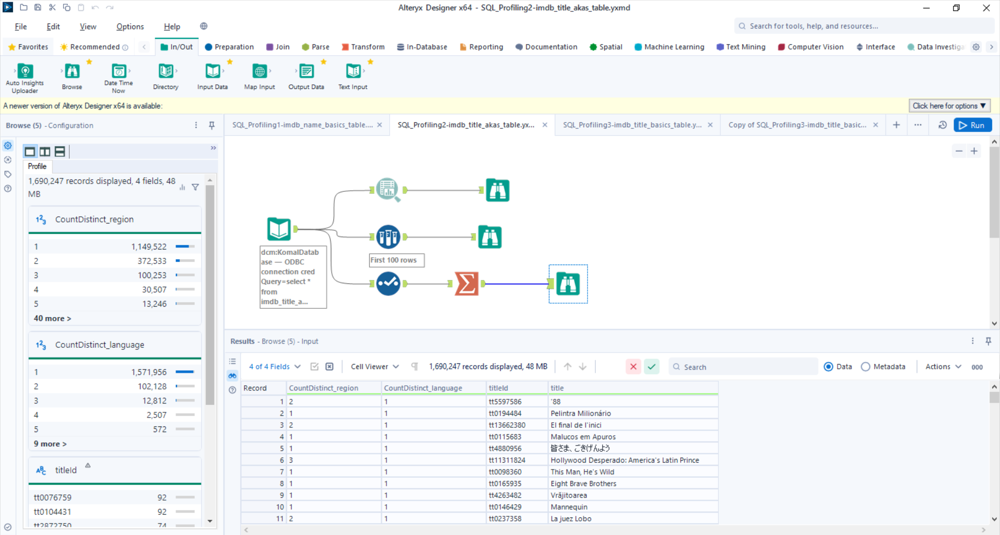 Alteryx Designer x64 - SQL_Profiling2-imdb_title_akas_table.yxmd
File Edit View Options Help
Search for tools, help, and resources...
Favorites Recommended In/Out Preparation Join Parse Transform In-Database Reporting Documentation Spatial Machine Learning Text Mining Computer Vision Interface Data Investiga
Auto Insights Uploader
Browse
Date Time Now
Directory
Input Data
Map Input
Output Data
Text Input
A newer version of Alteryx Designer x64 is available:
Click here for options ▼
Browse (5) - Configuration
SQL_Profiling1-imdb_name_basics_table....
SQL_Profiling2-imdb_title_akas_table.yx...
SQL_Profiling3-imdb_title_basics_table.y...
Copy of SQL_Profiling3-imdb_title_basic...
Run
Profile
1,690,247 records displayed, 4 fields, 48
MB
123 CountDistinct_region
1 1,149,522
2 372,533
3 100,253
4 30,507
5 13,246
40 more >
123 CountDistinct_language
1 1,571,956
2 102,128
3 12,812
4 2,507
5 572
9 more >
ABC titleId
tt0076759 92
tt0104431 92
tt2872750 74
dcm:KomalDatab
ase — ODBC
connection cred
Query=select *
from
imdb_title_a...
First 100 rows
Results - Browse (5) - Input
4 of 4 Fields Cell Viewer 1,690,247 records displayed, 48 MB Search Data Metadata Actions 000
Record CountDistinct_region CountDistinct_language titleId title
1 2 1 tt5597586 '88
2 1 1 tt0194484 Pelintra Milionário
3 2 1 tt13662380 El final de l'inici
4 1 1 tt0115683 Malucos em Apuros
5 1 1 tt4880956 皆さま、ごきげんよう
6 3 1 tt11311824 Hollywood Desperado: America's Latin Prince
7 1 1 tt0098360 This Man, He's Wild
8 1 1 tt0165935 Eight Brave Brothers
9 1 1 tt4263482 Vrăjitoarea
10 1 1 tt0146429 Mannequin
11 2 1 tt0237358 La juez Lobo